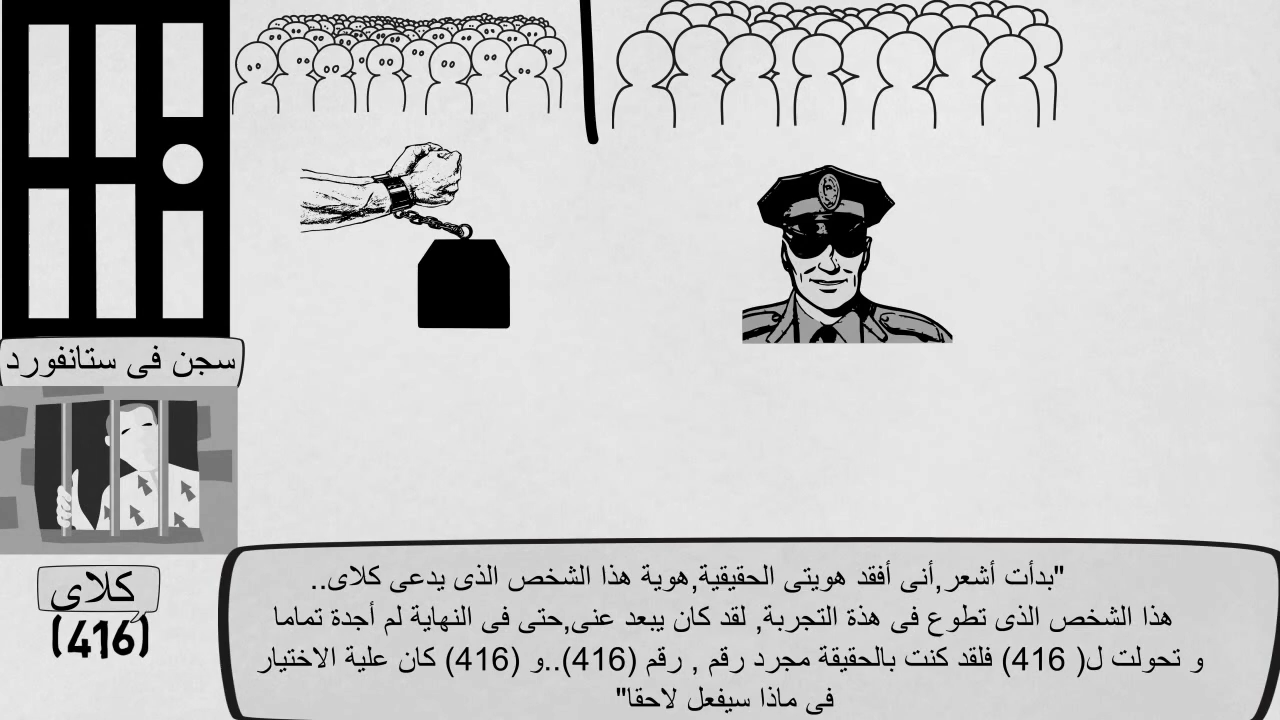 سجن فى ستانفورد
كلاى
(416)
"بدأت أشعر,أنى أفقد هويتى الحقيقية,هوية هذا الشخص الذى يدعى كلاى..
هذا الشخص الذى تطوع فى هذة التجربة, لقد كان يبعد عنى,حتى فى النهاية لم أجدة تماما
و تحولت ل( 416) فلقد كنت بالحقيقة مجرد رقم , رقم (416)..و (416) كان علية الاختيار
فى ماذا سيفعل لاحقا"